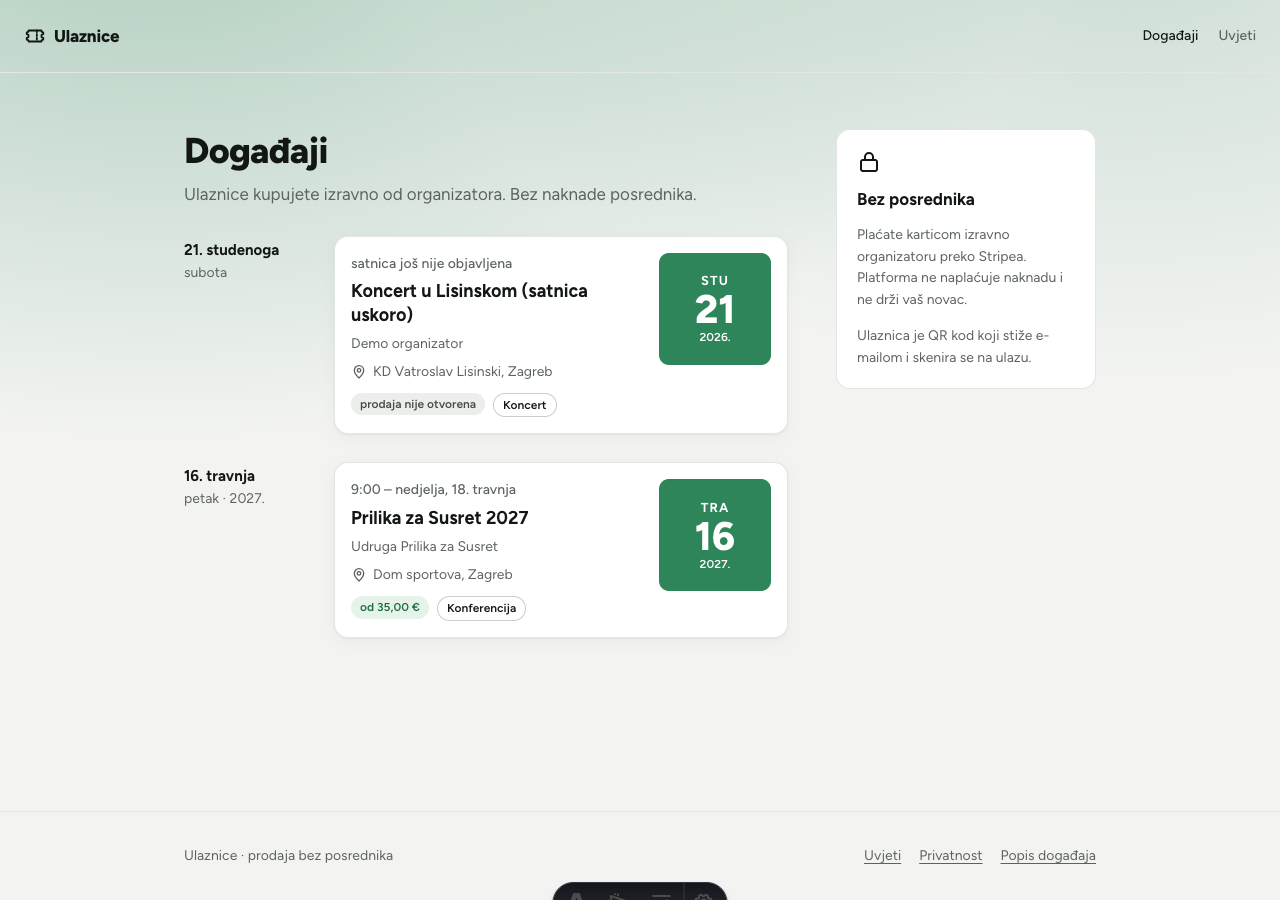 Ulaznice
Događaji
Uvjeti
Događaji
Ulaznice kupujete izravno od organizatora. Bez naknade posrednika.
21. studenoga
subota
satnica još nije objavljena
Koncert u Lisinskom (satnica
uskoro)
Demo organizator
KD Vatroslav Lisinski, Zagreb
prodaja nije otvorena
Koncert
STU
21
2026.
16. travnja
petak · 2027.
9:00 – nedjelja, 18. travnja
Prilika za Susret 2027
Udruga Prilika za Susret
Dom sportova, Zagreb
od 35,00 €
Konferencija
TRA
16
2027.
Bez posrednika
Plaćate karticom izravno
organizatoru preko Stripea.
Platforma ne naplaćuje naknadu i
ne drži vaš novac.
Ulaznica je QR kod koji stiže e-
mailom i skenira se na ulazu.
Ulaznice · prodaja bez posrednika
Uvjeti
Privatnost
Popis događaja